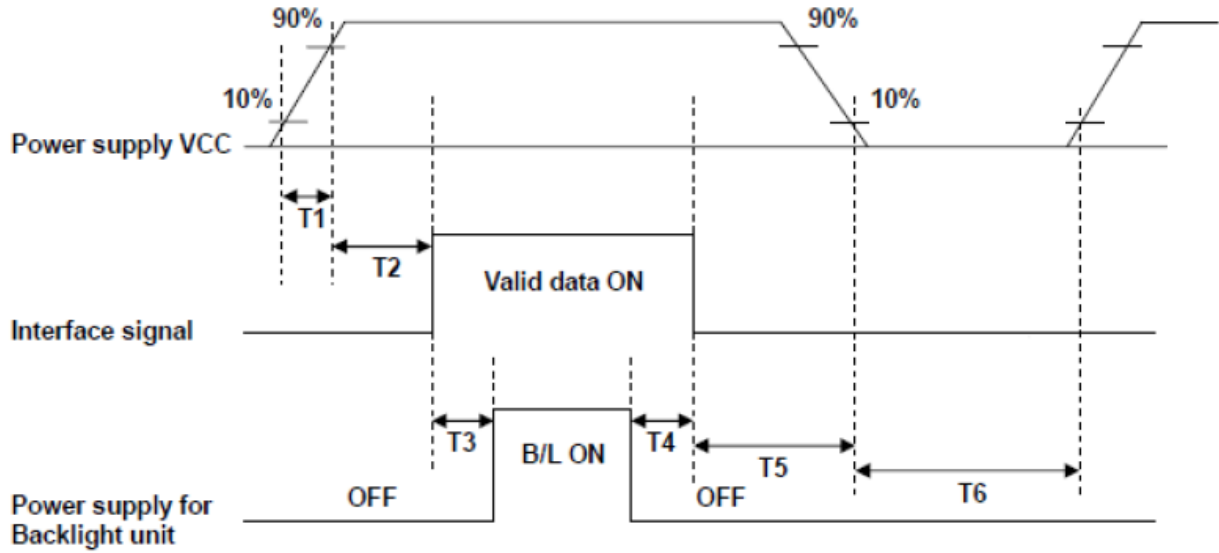 90%
90%
10%
10%
Power supply VCC
T1
T2
Valid data ON
Interface signal
T3
B/L ON
T4
T5
T6
OFF
OFF
Power supply for
Backlight unit